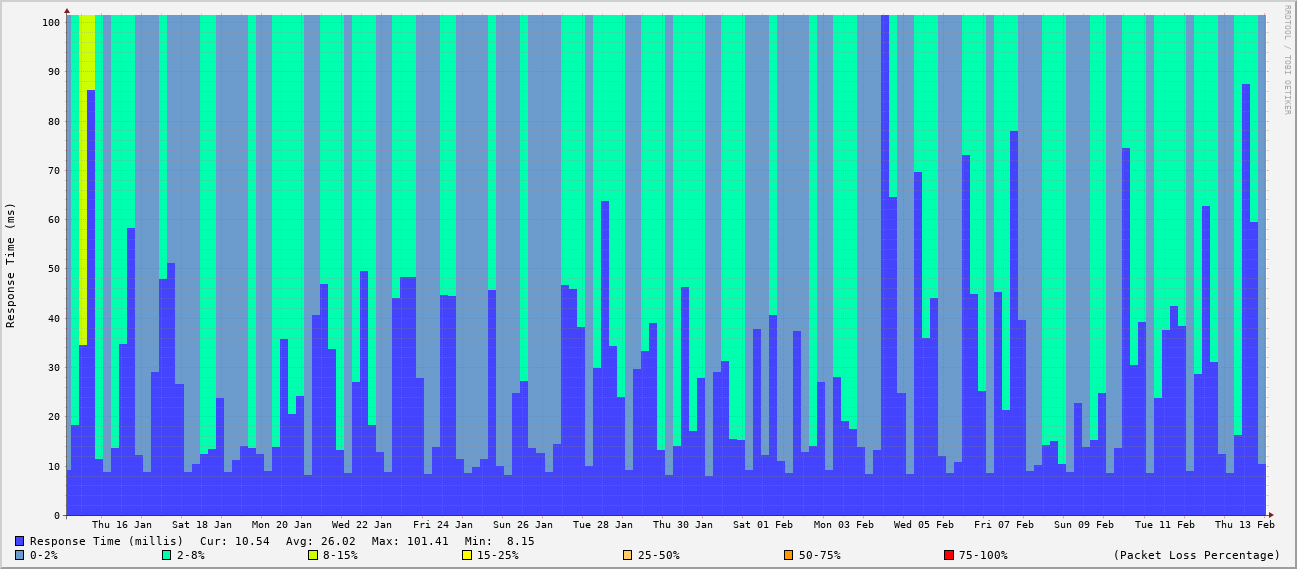 RRDTOOL / TOBI OETIKER
Response Time (ms)
100
90
80
70
60
50
40
30
20
10
0
Thu 16 Jan Sat 18 Jan Mon 20 Jan Wed 22 Jan Fri 24 Jan Sun 26 Jan Tue 28 Jan Thu 30 Jan Sat 01 Feb Mon 03 Feb Wed 05 Feb Fri 07 Feb Sun 09 Feb Tue 11 Feb Thu 13 Feb
Response Time (millis) Cur: 10.54 Avg: 26.02 Max: 101.41 Min: 8.15
0-2% 2-8% 8-15% 15-25% 25-50% 50-75% 75-100% (Packet Loss Percentage)